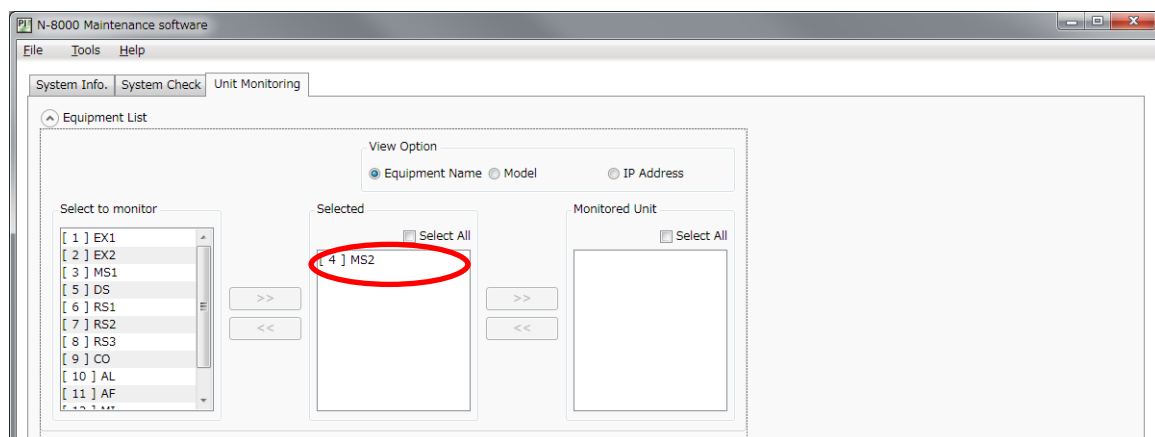 N-8000 Maintenance software
File Tools Help
System Info. System Check Unit Monitoring
Equipment List
View Option
Equipment Name Model IP Address
Select to monitor
[ 1 ] EX1
[ 2 ] EX2
[ 3 ] MS1
[ 5 ] DS
[ 6 ] RS1
[ 7 ] RS2
[ 8 ] RS3
[ 9 ] CO
[ 10 ] AL
[ 11 ] AF
>>
<<
Selected
Select All
[ 4 ] MS2
>>
<<
Monitored Unit
Select All